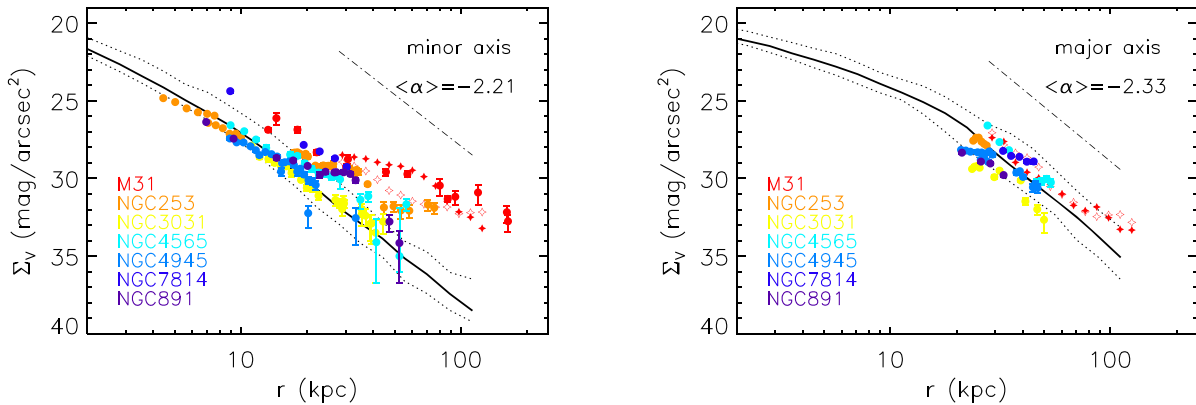 20
25
30
35
40
Σv (mag/arcsec²)
minor axis
<α>=−2.21
M31
NGC253
NGC3031
NGC4565
NGC4945
NGC7814
NGC891
10
100
r (kpc)
20
25
30
35
40
Σv (mag/arcsec²)
major axis
<α>=−2.33
M31
NGC253
NGC3031
NGC4565
NGC4945
NGC7814
NGC891
10
100
r (kpc)